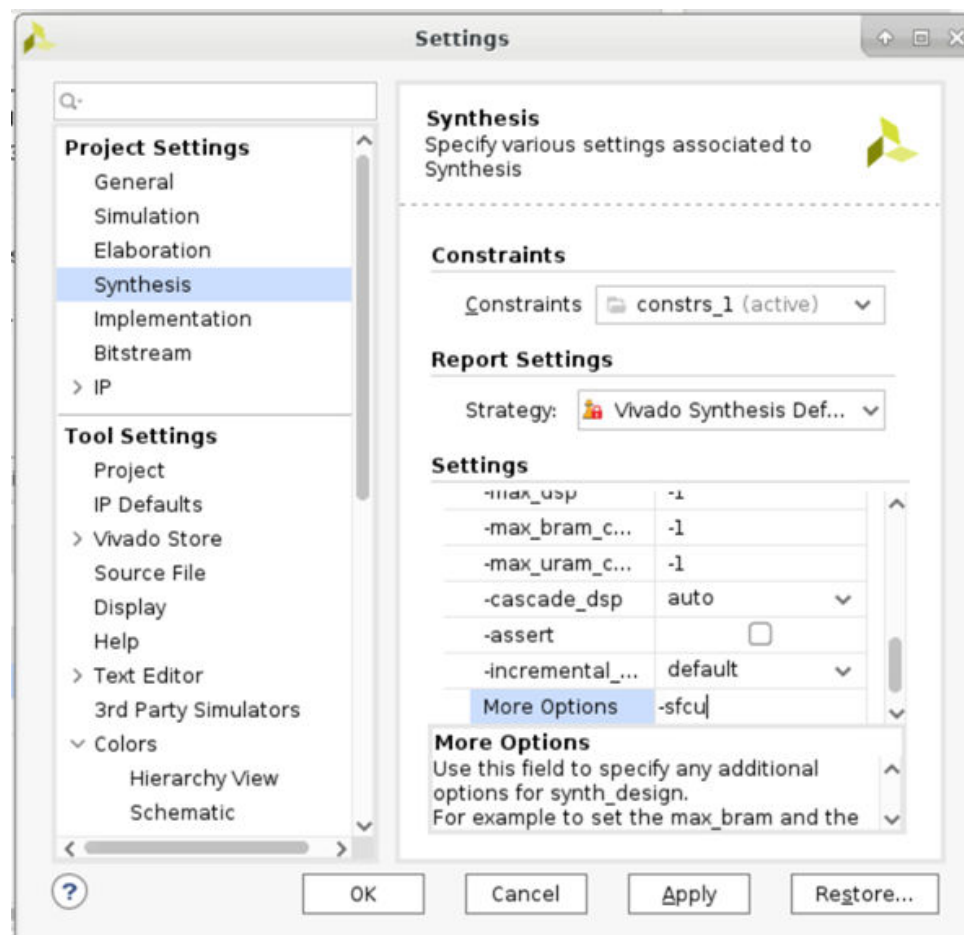 Settings
Project Settings
General
Simulation
Elaboration
Synthesis
Implementation
Bitstream
> IP
Tool Settings
Project
IP Defaults
> Vivado Store
Source File
Display
Help
> Text Editor
3rd Party Simulators
Colors
Hierarchy View
Schematic
Synthesis
Specify various settings associated to
Synthesis
Constraints
Constraints constrs_1 (active)
Report Settings
Strategy: Vivado Synthesis Def...
Settings
-max_dsp -1
-max_bram_c... -1
-max_uram_c... -1
-cascade_dsp auto
-assert
-incremental_... default
More Options -sfcu
More Options
Use this field to specify any additional
options for synth_design.
For example to set the max_bram and the
? OK Cancel Apply Restore...